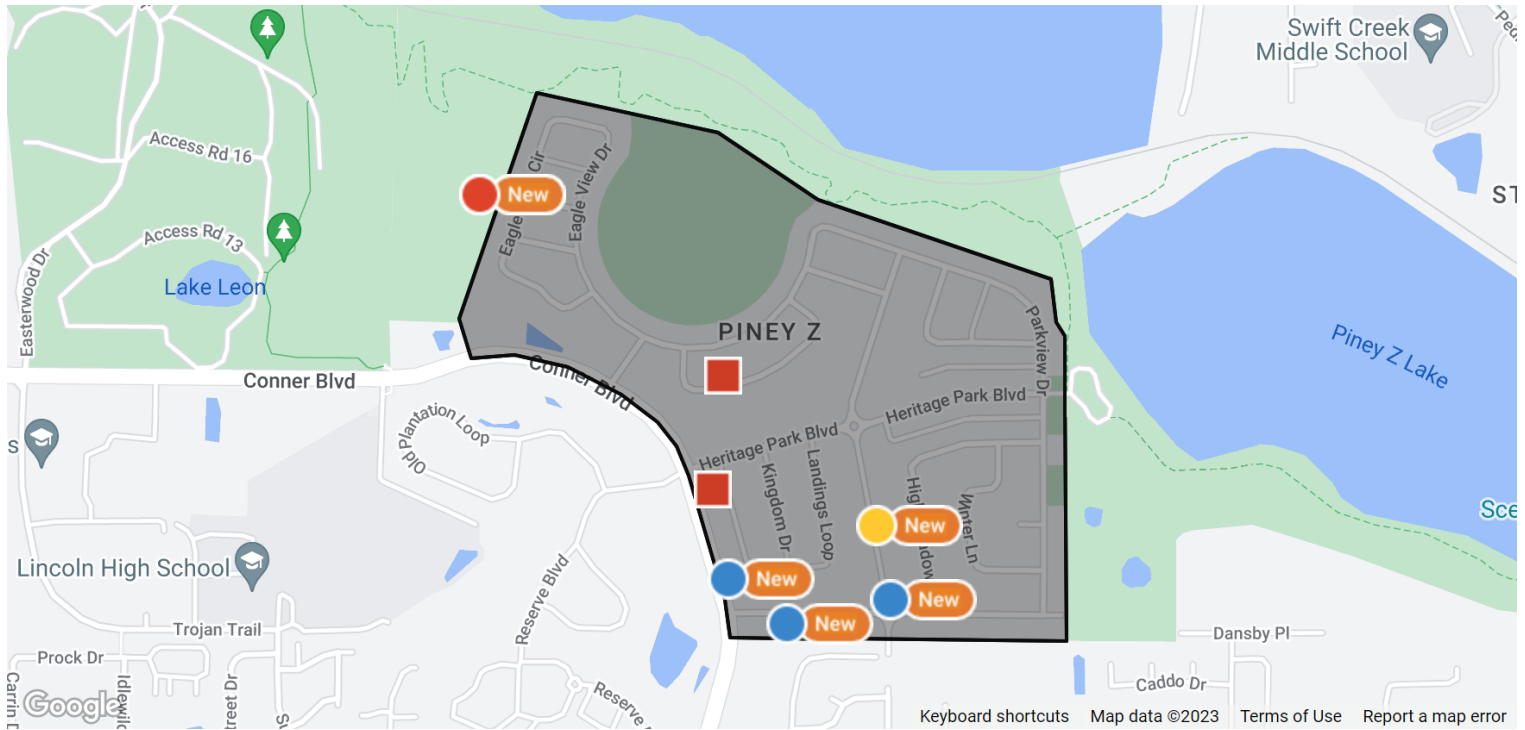 Swift Creek
Middle School
Access Rd 16
Cir
Eagle View Dr
New
Eagle
Access Rd 13
Easterwood Dr
Lake Leon
PINEY Z
Parkview Dr
Piney Z Lake
Conner Blvd
Conner Blvd
Heritage Park Blvd
Old Plantation Loop
Heritage Park Blvd
Kingdom Dr
Landings Loop
Winter Ln
New
Lincoln High School
New
New
New
Reserve Blvd
Trojan Trail
Dansby Pl
Prock Dr
Caddo Dr
Google
Keyboard shortcuts
Map data ©2023
Terms of Use
Report a map error